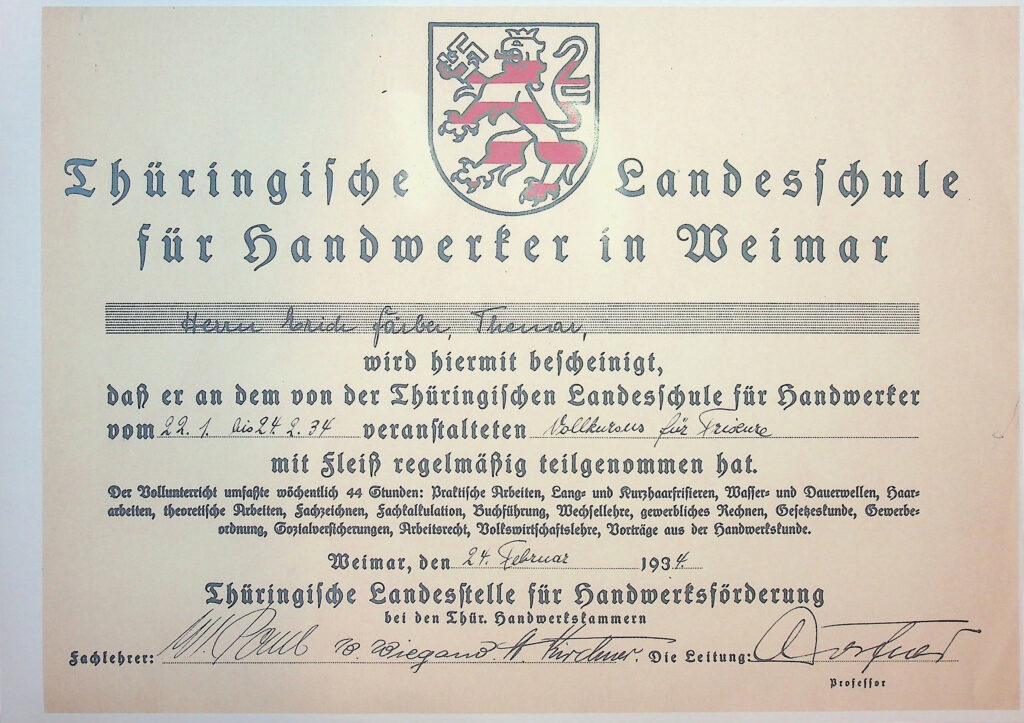 Thüringische Landesschule
für Handwerker in Weimar
Herrn Erich Färber, Themar,
wird hiermit bescheinigt,
daß er an dem von der Thüringischen Landesschule für Handwerker
vom 22. 1. bis 24. 2. 34 veranstalteten Vollkursus für Friseure
mit Fleiß regelmäßig teilgenommen hat.
Der Vollunterricht umfaßte wöchentlich 44 Stunden: Praktische Arbeiten, Lang- und Kurzhaarfrisieren, Wasser- und Dauerwellen, Haar-
arbeiten, theoretische Arbeiten, Fachzeichnen, Fachkalkulation, Buchführung, Wechsellehre, gewerbliches Rechnen, Gesetzeskunde, Gewerbe-
ordnung, Sozialversicherungen, Arbeitsrecht, Volkswirtschaftslehre, Vorträge aus der Handwerkskunde.
Weimar, den 24. Februar 1934.
Thüringische Landesstelle für Handwerksförderung
bei den Thür. Handwerkskammern
Fachlehrer: W. Wiegand. A. Kirchner. Die Leitung:
Professor